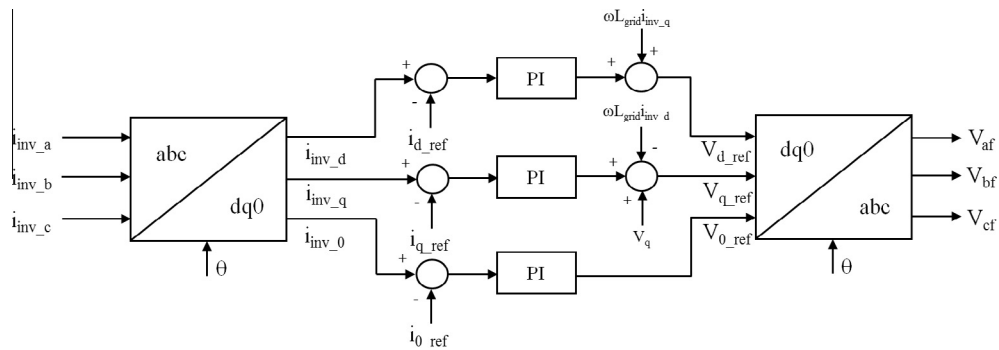 ωL_grid i_inv_q
+
+
+
PI
-
i_d_ref
i_inv_a
i_inv_b
i_inv_c
abc
dq0
θ
i_inv_d
i_inv_q
i_inv_0
ωL_grid i_inv_d
+
-
PI
+
-
+
V_q
i_q_ref
+
-
PI
i_0_ref
V_d_ref
V_q_ref
V_0_ref
dq0
abc
θ
V_af
V_bf
V_cf